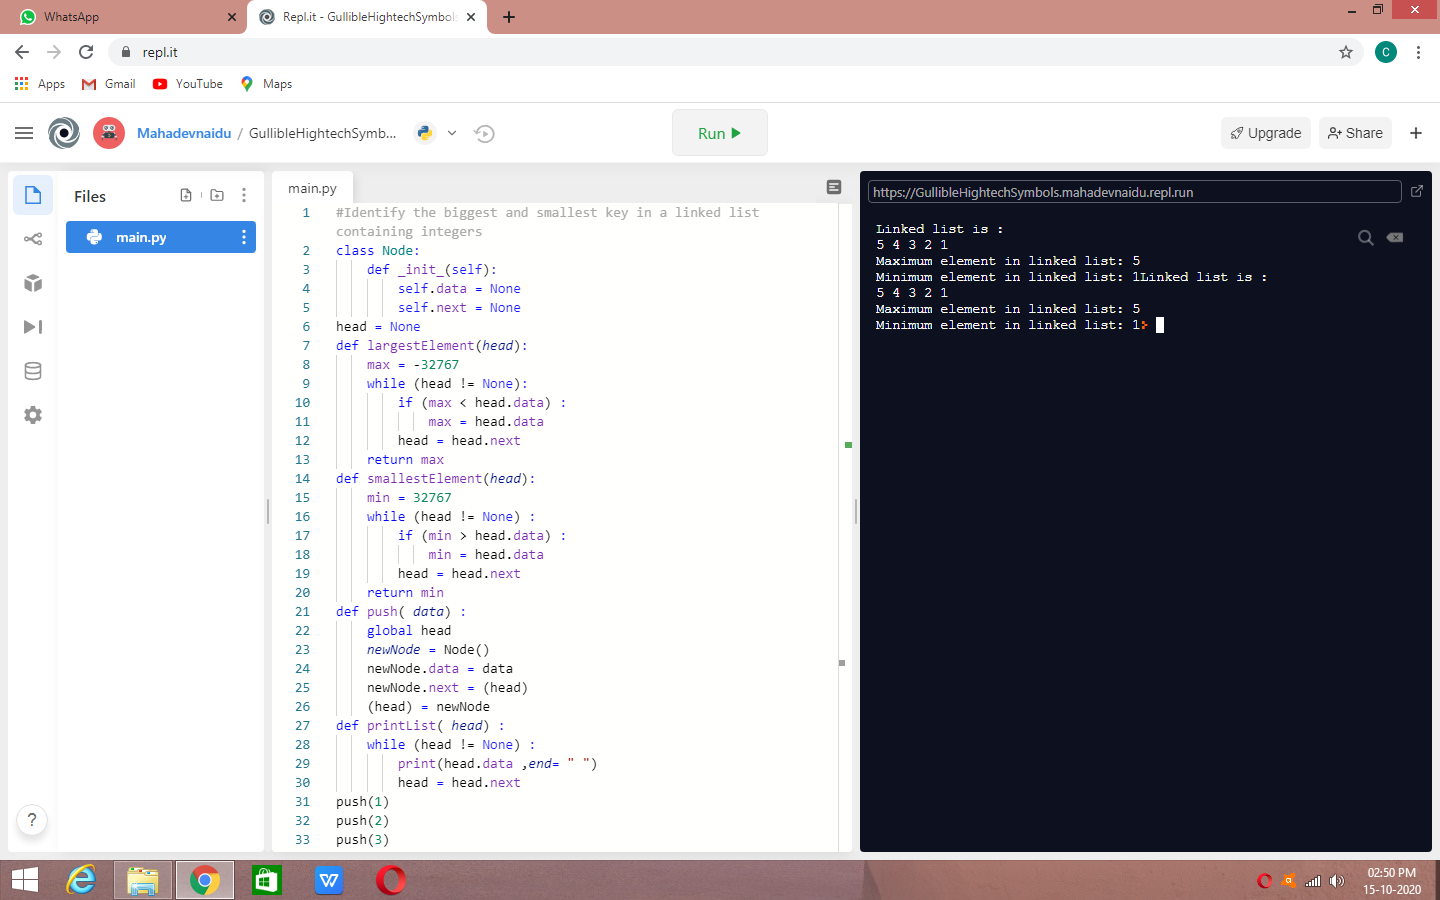 WhatsApp
Repl.it - GullibleHightechSymbols
repl.it
C
Apps
Gmail
YouTube
Maps
Mahadevnaidu / GullibleHightechSymb...
Run
Upgrade
Share
Files
main.py
main.py
1 #Identify the biggest and smallest key in a linked list
containing integers
2 class Node:
3 def _init_(self):
4 self.data = None
5 self.next = None
6 head = None
7 def largestElement(head):
8 max = -32767
9 while (head != None):
10 if (max < head.data) :
11 max = head.data
12 head = head.next
13 return max
14 def smallestElement(head):
15 min = 32767
16 while (head != None) :
17 if (min > head.data) :
18 min = head.data
19 head = head.next
20 return min
21 def push( data) :
22 global head
23 newNode = Node()
24 newNode.data = data
25 newNode.next = (head)
26 (head) = newNode
27 def printList( head) :
28 while (head != None) :
29 print(head.data ,end= " ")
30 head = head.next
31 push(1)
32 push(2)
33 push(3)
?
https://GullibleHightechSymbols.mahadevnaidu.repl.run
Linked list is :
5 4 3 2 1
Maximum element in linked list: 5
Minimum element in linked list: 1Linked list is :
5 4 3 2 1
Maximum element in linked list: 5
Minimum element in linked list: 1
02:50 PM
15-10-2020